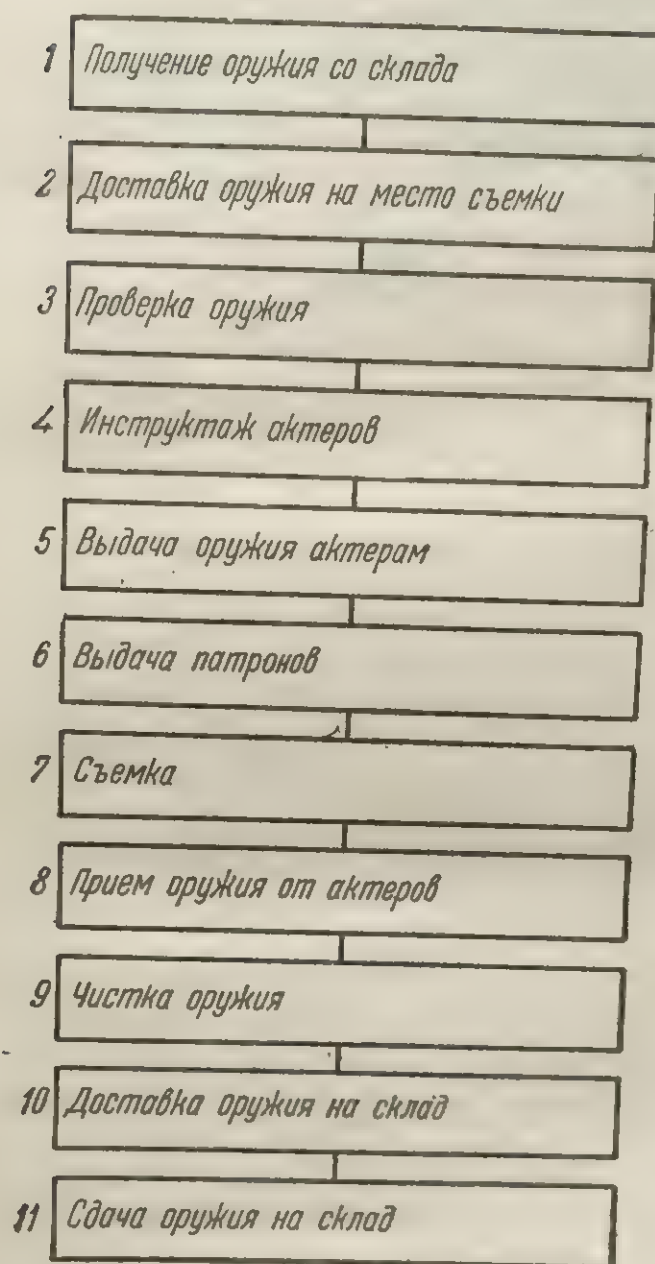 1 Получение оружия со склада
2 Доставка оружия на место съемки
3 Проверка оружия
4 Инструктаж актеров
5 Выдача оружия актерам
6 Выдача патронов
7 Съемка
8 Прием оружия от актеров
9 Чистка оружия
10 Доставка оружия на склад
11 Сдача оружия на склад